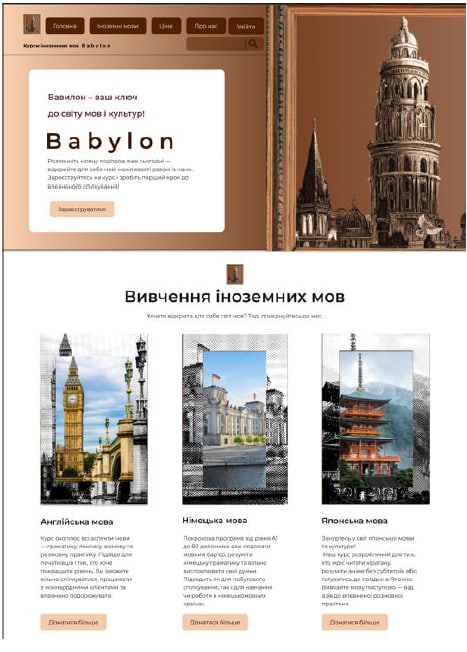 Головна
Іноземні мови
Ціни
Про нас
Увійти
Курси іноземних мов Babylon
Вавилон – ваш ключ
до світу мов і культур!
Babylon
Розпочніть мовну подорож вже сьогодні —
відкрийте для себе нові можливості разом із нами.
Зареєструйтесь на курс і зробіть перший крок до
впевненого спілкування!
Зареєструватися
Вивчення іноземних мов
Хочете відкрити для себе світ мов? Тоді приєднуйтесь до нас
Англійська мова
Курс охоплює всі аспекти мови
— граматику, лексику, вимову та
розмовну практику. Підійде для
початківців і тих, хто хоче
покращити рівень. Ви зможете
вільно спілкуватися, працювати
з міжнародними клієнтами та
впевнено подорожувати.
Дізнатися більше
Німецька мова
Покрокова програма від рівня A1
до B2 допоможе вам подолати
мовний бар'єр, розуміти
німецьку граматику та вільно
висловлювати свої думки.
Підходить як для побутового
спілкування, так і для навчання
чи роботи в німецькомовних
країнах.
Дізнатися більше
Японська мова
Зануртесь у світ японської мови
та культури!
Наш курс розроблений для тих,
хто мріє читати хірагану,
розуміти аніме без субтитрів або
готуватись до поїздки в Японію.
Вивчайте мову поступово — від
азів до впевненої розмовної
практики.
Дізнатися більше